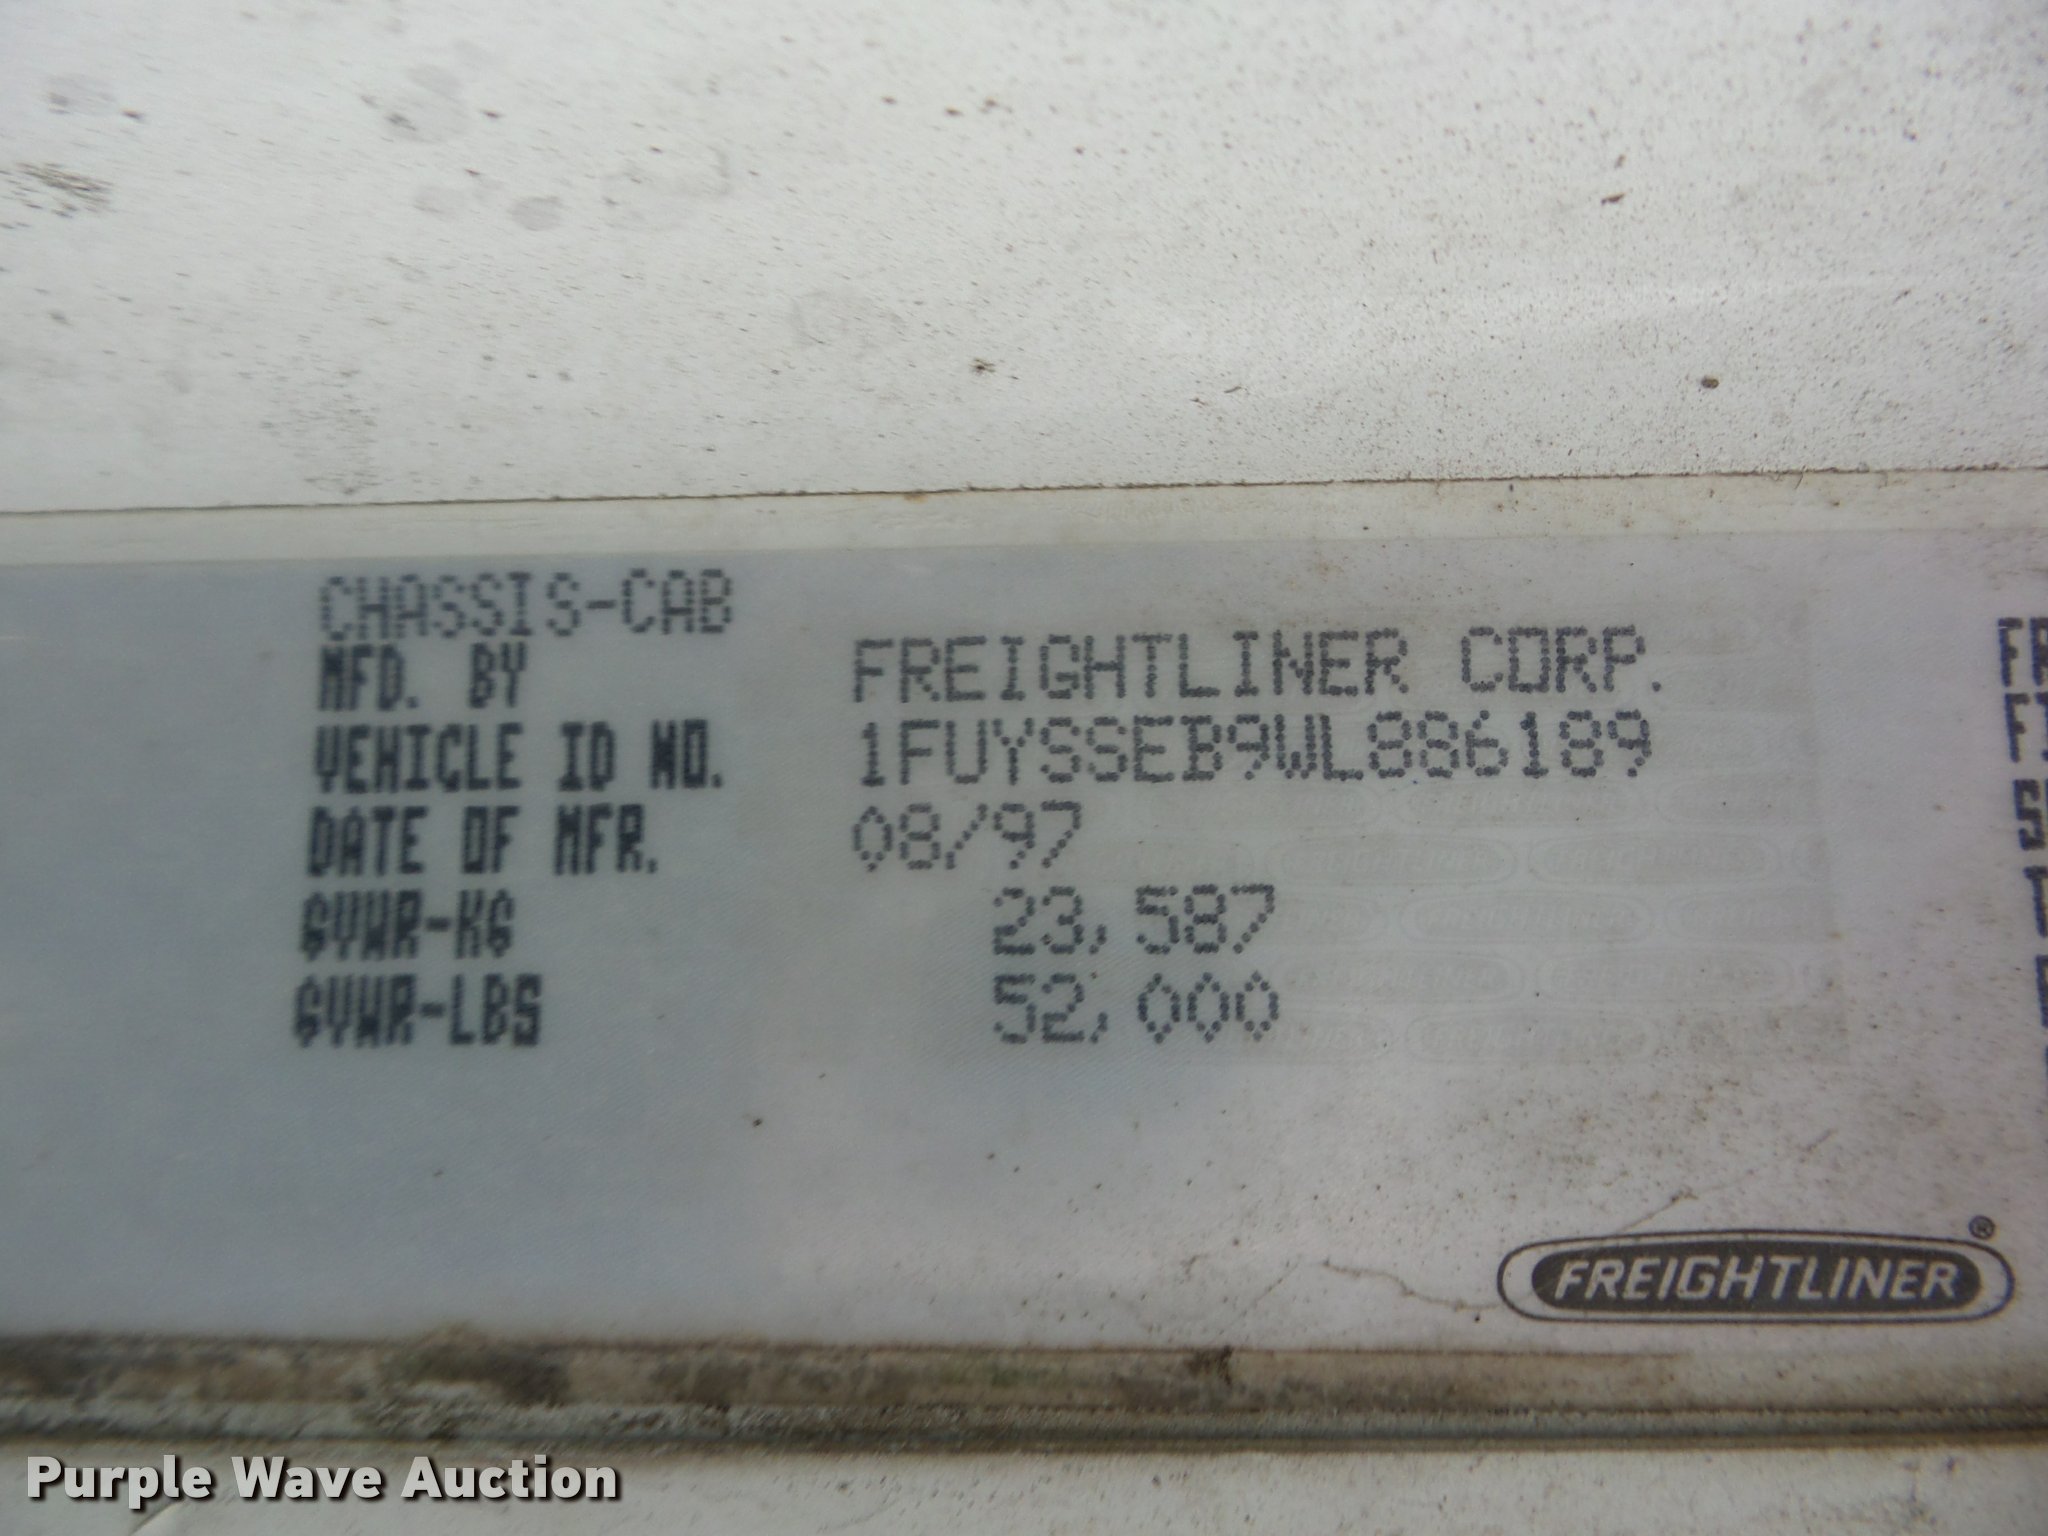 CHASSIS-CAB
MFD. BY FREIGHTLINER CORP.
VEHICLE ID NO. 1FUYSSEB9WL886189
DATE OF MFR. 08/97
GVWR-KG 23,587
GVWR-LBS 52,000
FREIGHTLINER®
Purple Wave Auction